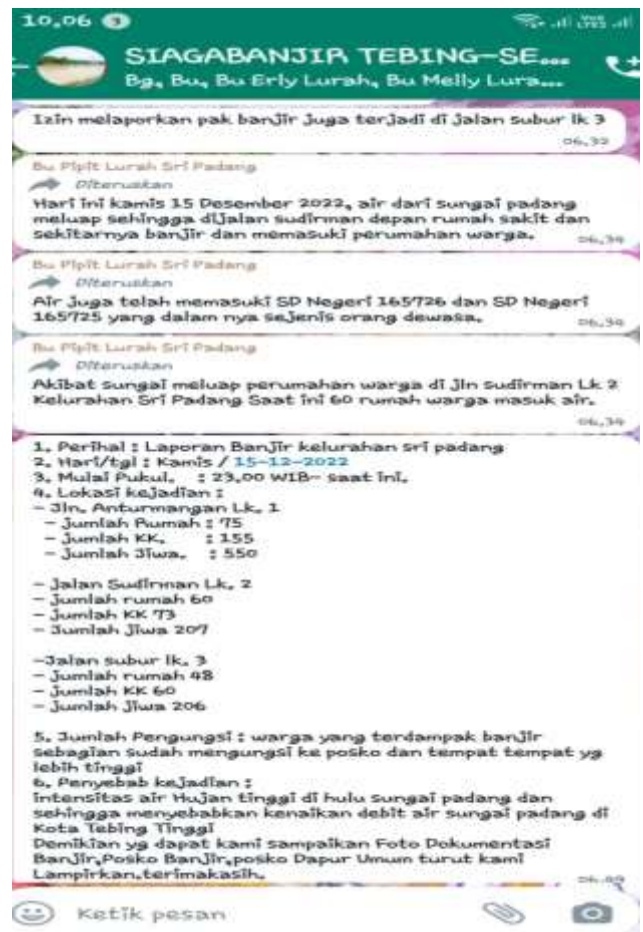 10.06
SIAGABANJIR TEBING-SE...
Bg, Bu, Bu Erly Lurah, Bu Melly Lura...
Izin melaporkan pak banjir juga terjadi di jalan subur lk 3
06.32
Bu Pipit Lurah Sri Padang
Diteruskan
Hari ini kamis 15 Desember 2022, air dari sungai padang
meluap sehingga dijalan sudirman depan rumah sakit dan
sekitarnya banjir dan memasuki perumahan warga.
06.34
Bu Pipit Lurah Sri Padang
Diteruskan
Air juga telah memasuki SD Negeri 165726 dan SD Negeri
165725 yang dalam nya sejenis orang dewasa.
06.34
Bu Pipit Lurah Sri Padang
Diteruskan
Akibat sungai meluap perumahan warga di jln sudirman Lk 2
Kelurahan Sri Padang Saat ini 60 rumah warga masuk air.
06.34
1. Perihal : Laporan Banjir kelurahan sri padang
2. Hari/tgl : Kamis / 15-12-2022
3. Mulai Pukul. : 23.00 WIB- saat ini.
4. Lokasi kejadian :
- Jln. Anturmangan Lk. 1
- Jumlah Rumah : 75
- Jumlah KK. : 155
- Jumlah Jiwa. : 550
- Jalan Sudirman Lk. 2
- Jumlah rumah 60
- Jumlah KK 73
- Jumlah Jiwa 207
-Jalan subur lk. 3
- Jumlah rumah 48
- Jumlah KK 60
- Jumlah Jiwa 206
5. Jumlah Pengungsi : warga yang terdampak banjir
sebagian sudah mengungsi ke posko dan tempat tempat yg
lebih tinggi
6. Penyebab kejadian :
intensitas air Hujan tinggi di hulu sungai padang dan
sehingga menyebabkan kenaikan debit air sungai padang di
Kota Tebing Tinggi
Demikian yg dapat kami sampaikan Foto Dokumentasi
Banjir,Posko Banjir,posko Dapur Umum turut kami
Lampirkan.terimakasih.
Ketik pesan